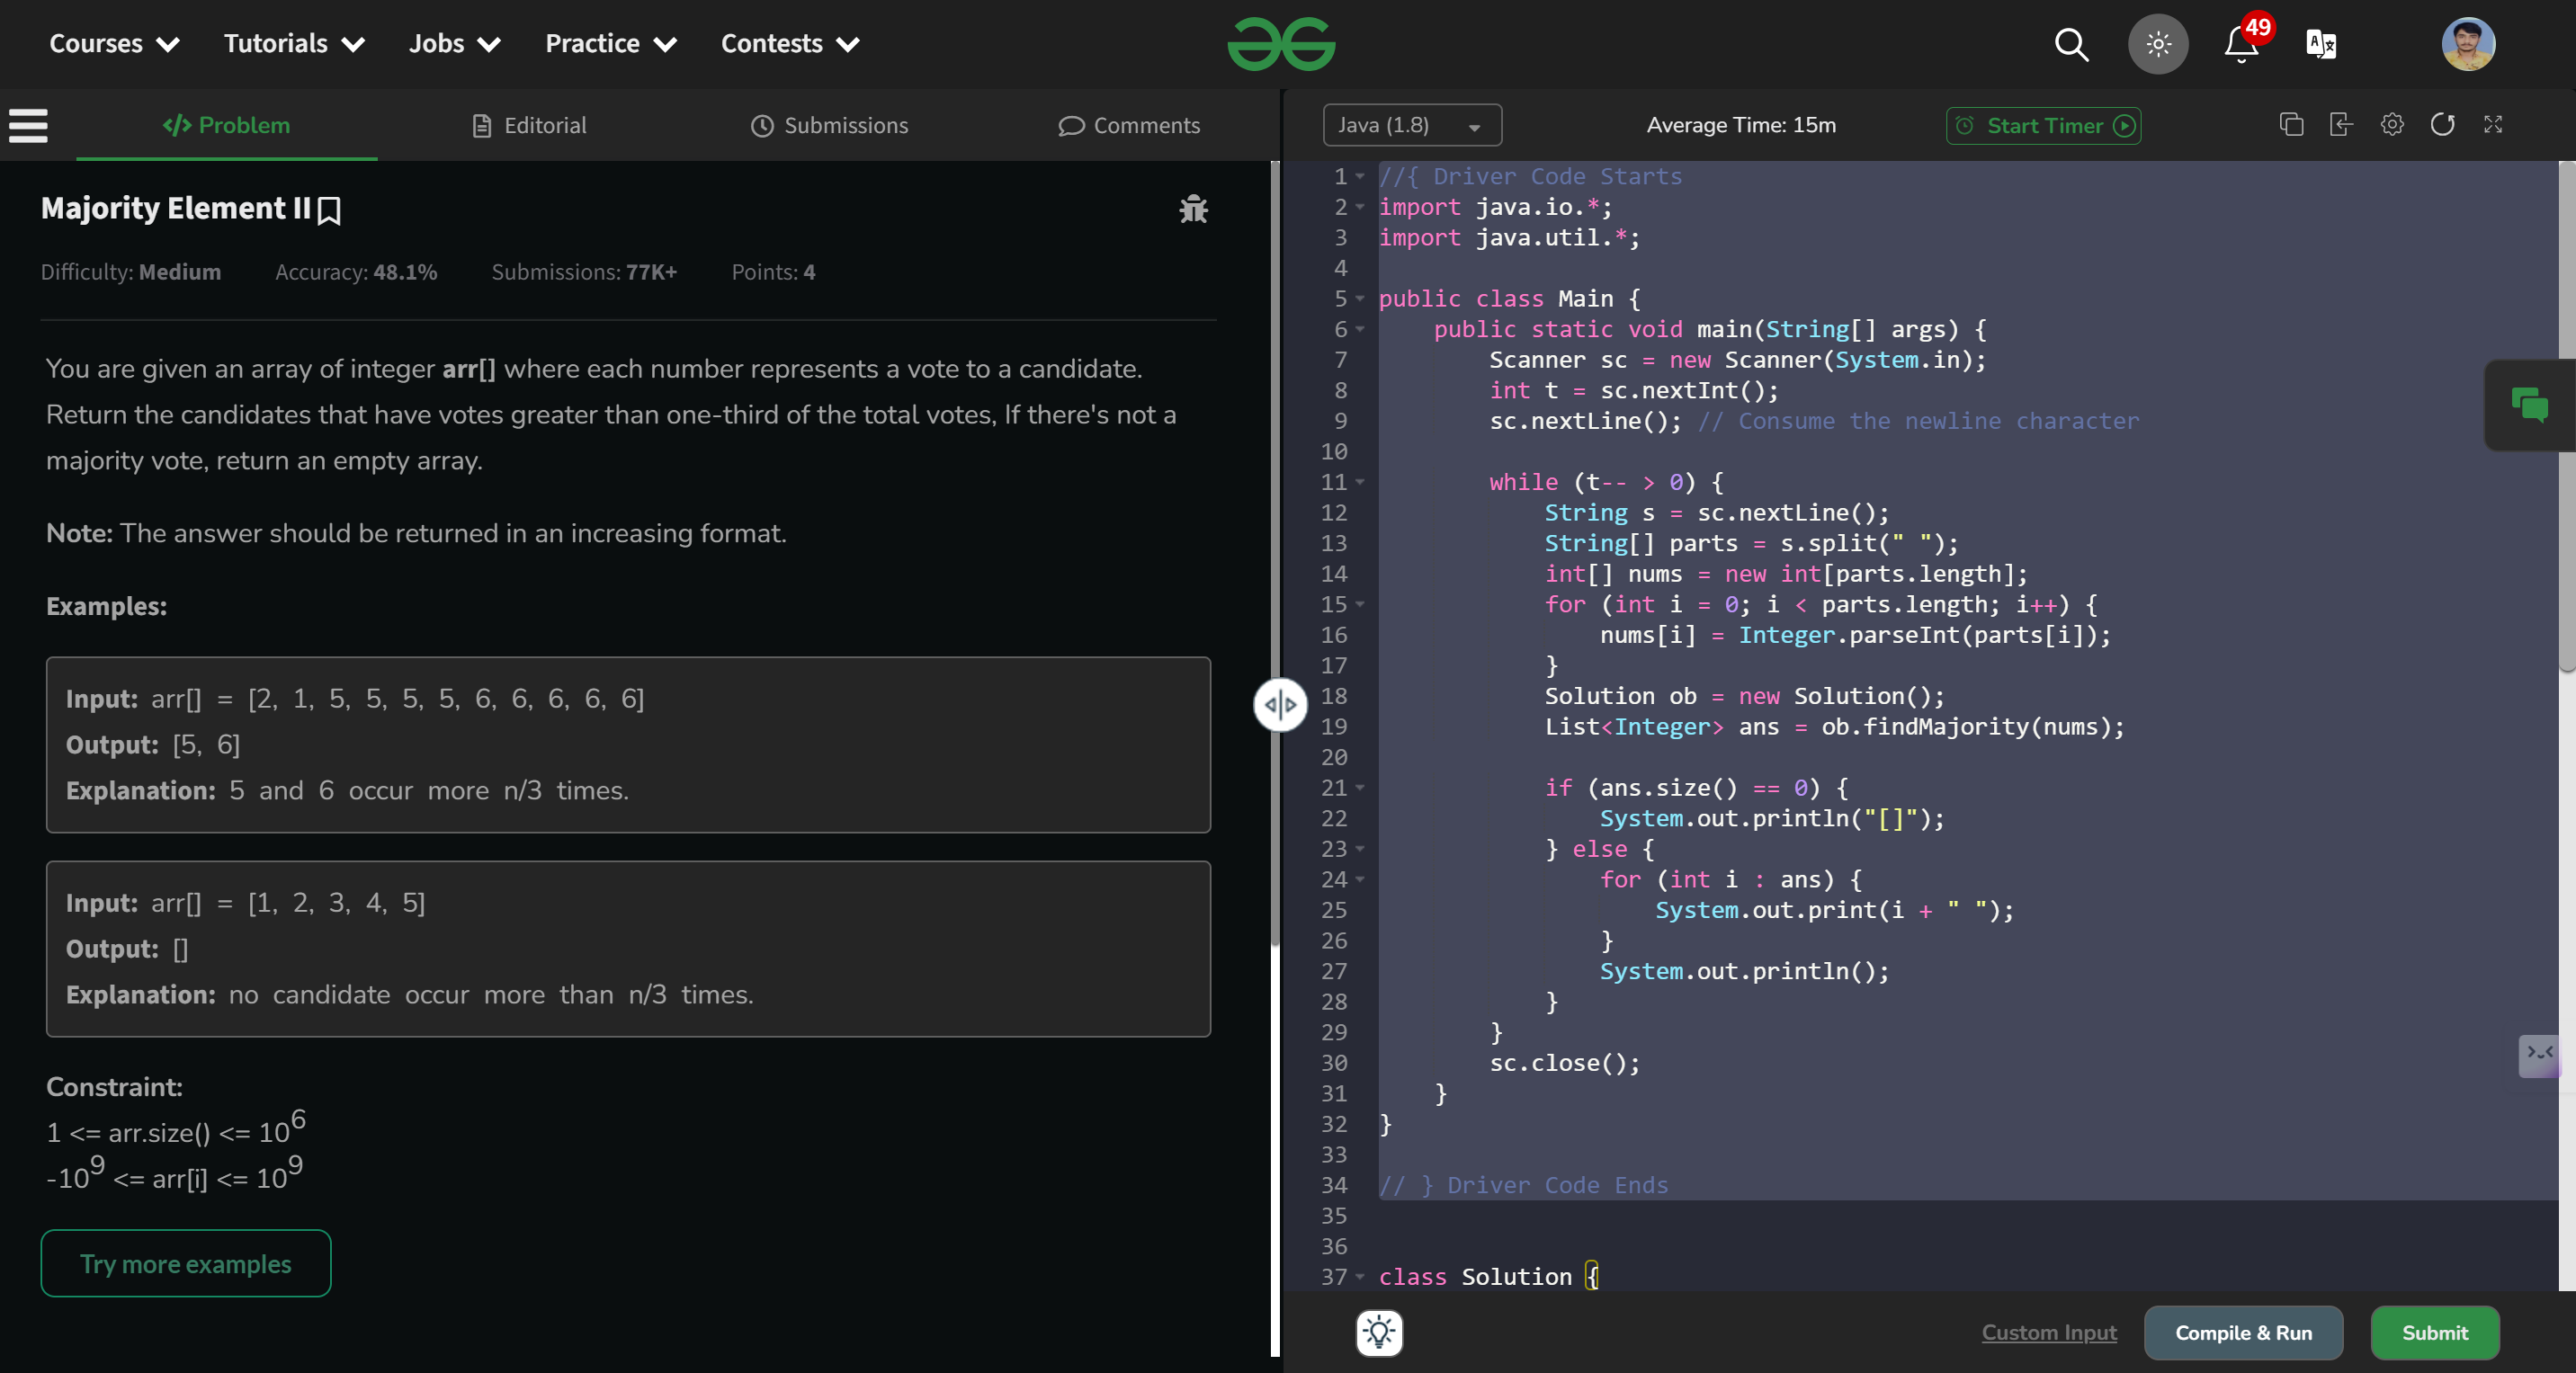 Courses Tutorials Jobs Practice Contests 49
Problem Editorial Submissions Comments
Java (1.8) Average Time: 15m Start Timer
Majority Element II
Difficulty: Medium Accuracy: 48.1% Submissions: 77K+ Points: 4
You are given an array of integer arr[] where each number represents a vote to a candidate.
Return the candidates that have votes greater than one-third of the total votes, If there's not a
majority vote, return an empty array.
Note: The answer should be returned in an increasing format.
Examples:
Input: arr[] = [2, 1, 5, 5, 5, 5, 6, 6, 6, 6, 6]
Output: [5, 6]
Explanation: 5 and 6 occur more n/3 times.
Input: arr[] = [1, 2, 3, 4, 5]
Output: []
Explanation: no candidate occur more than n/3 times.
Constraint:
1 <= arr.size() <= 10^6
-10^9 <= arr[i] <= 10^9
Try more examples
1 //{ Driver Code Starts
2 import java.io.*;
3 import java.util.*;
4
5 public class Main {
6     public static void main(String[] args) {
7         Scanner sc = new Scanner(System.in);
8         int t = sc.nextInt();
9         sc.nextLine(); // Consume the newline character
10
11         while (t-- > 0) {
12             String s = sc.nextLine();
13             String[] parts = s.split(" ");
14             int[] nums = new int[parts.length];
15             for (int i = 0; i < parts.length; i++) {
16                 nums[i] = Integer.parseInt(parts[i]);
17             }
18             Solution ob = new Solution();
19             List<Integer> ans = ob.findMajority(nums);
20
21             if (ans.size() == 0) {
22                 System.out.println("[]");
23             } else {
24                 for (int i : ans) {
25                     System.out.print(i + " ");
26                 }
27                 System.out.println();
28             }
29         }
30         sc.close();
31     }
32 }
33
34 // } Driver Code Ends
35
36
37 class Solution {
Custom Input Compile & Run Submit